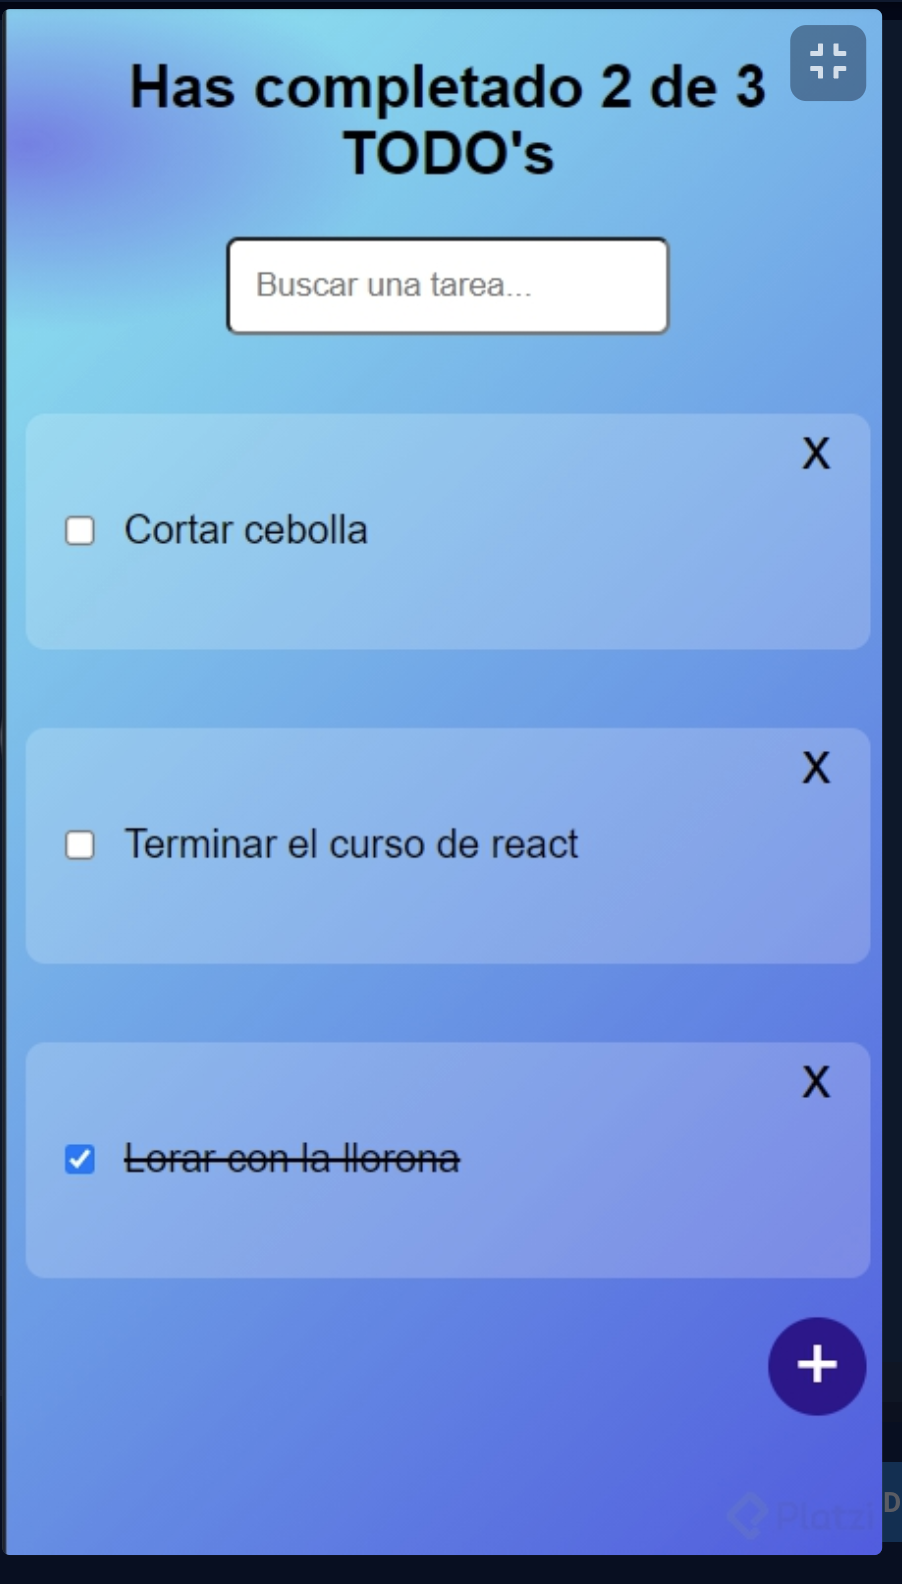 Has completado 2 de 3
TODO's
Buscar una tarea...
X
Cortar cebolla
X
Terminar el curso de react
X
Lorar con la llorona
+
Platzi
D